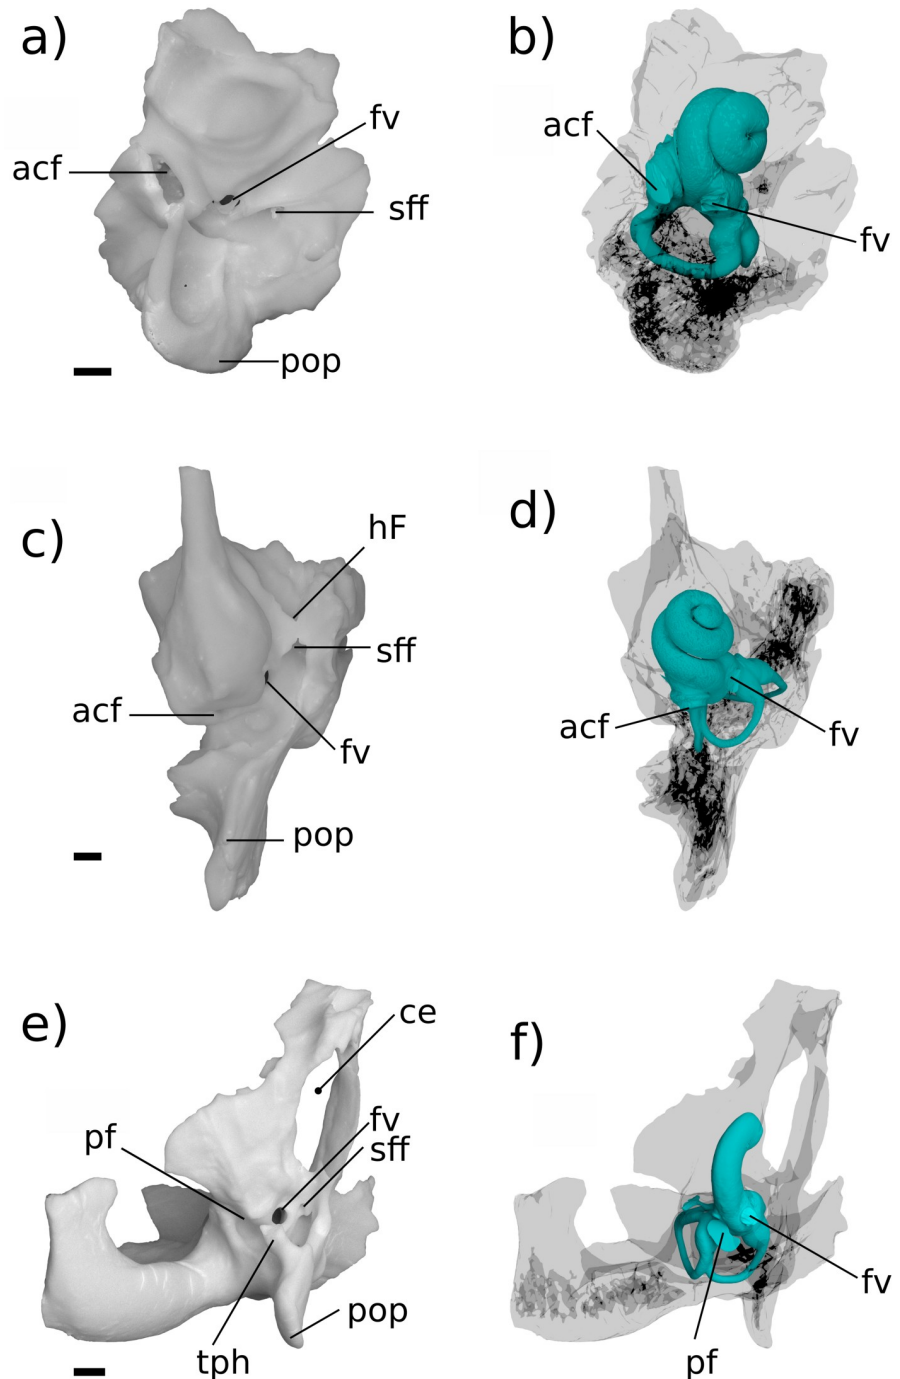 a)
b)
fv
acf
acf
sff
fv
pop
c)
d)
hF
sff
acf
acf
fv
fv
pop
e)
f)
ce
fv
pf
sff
fv
pop
tph
pf